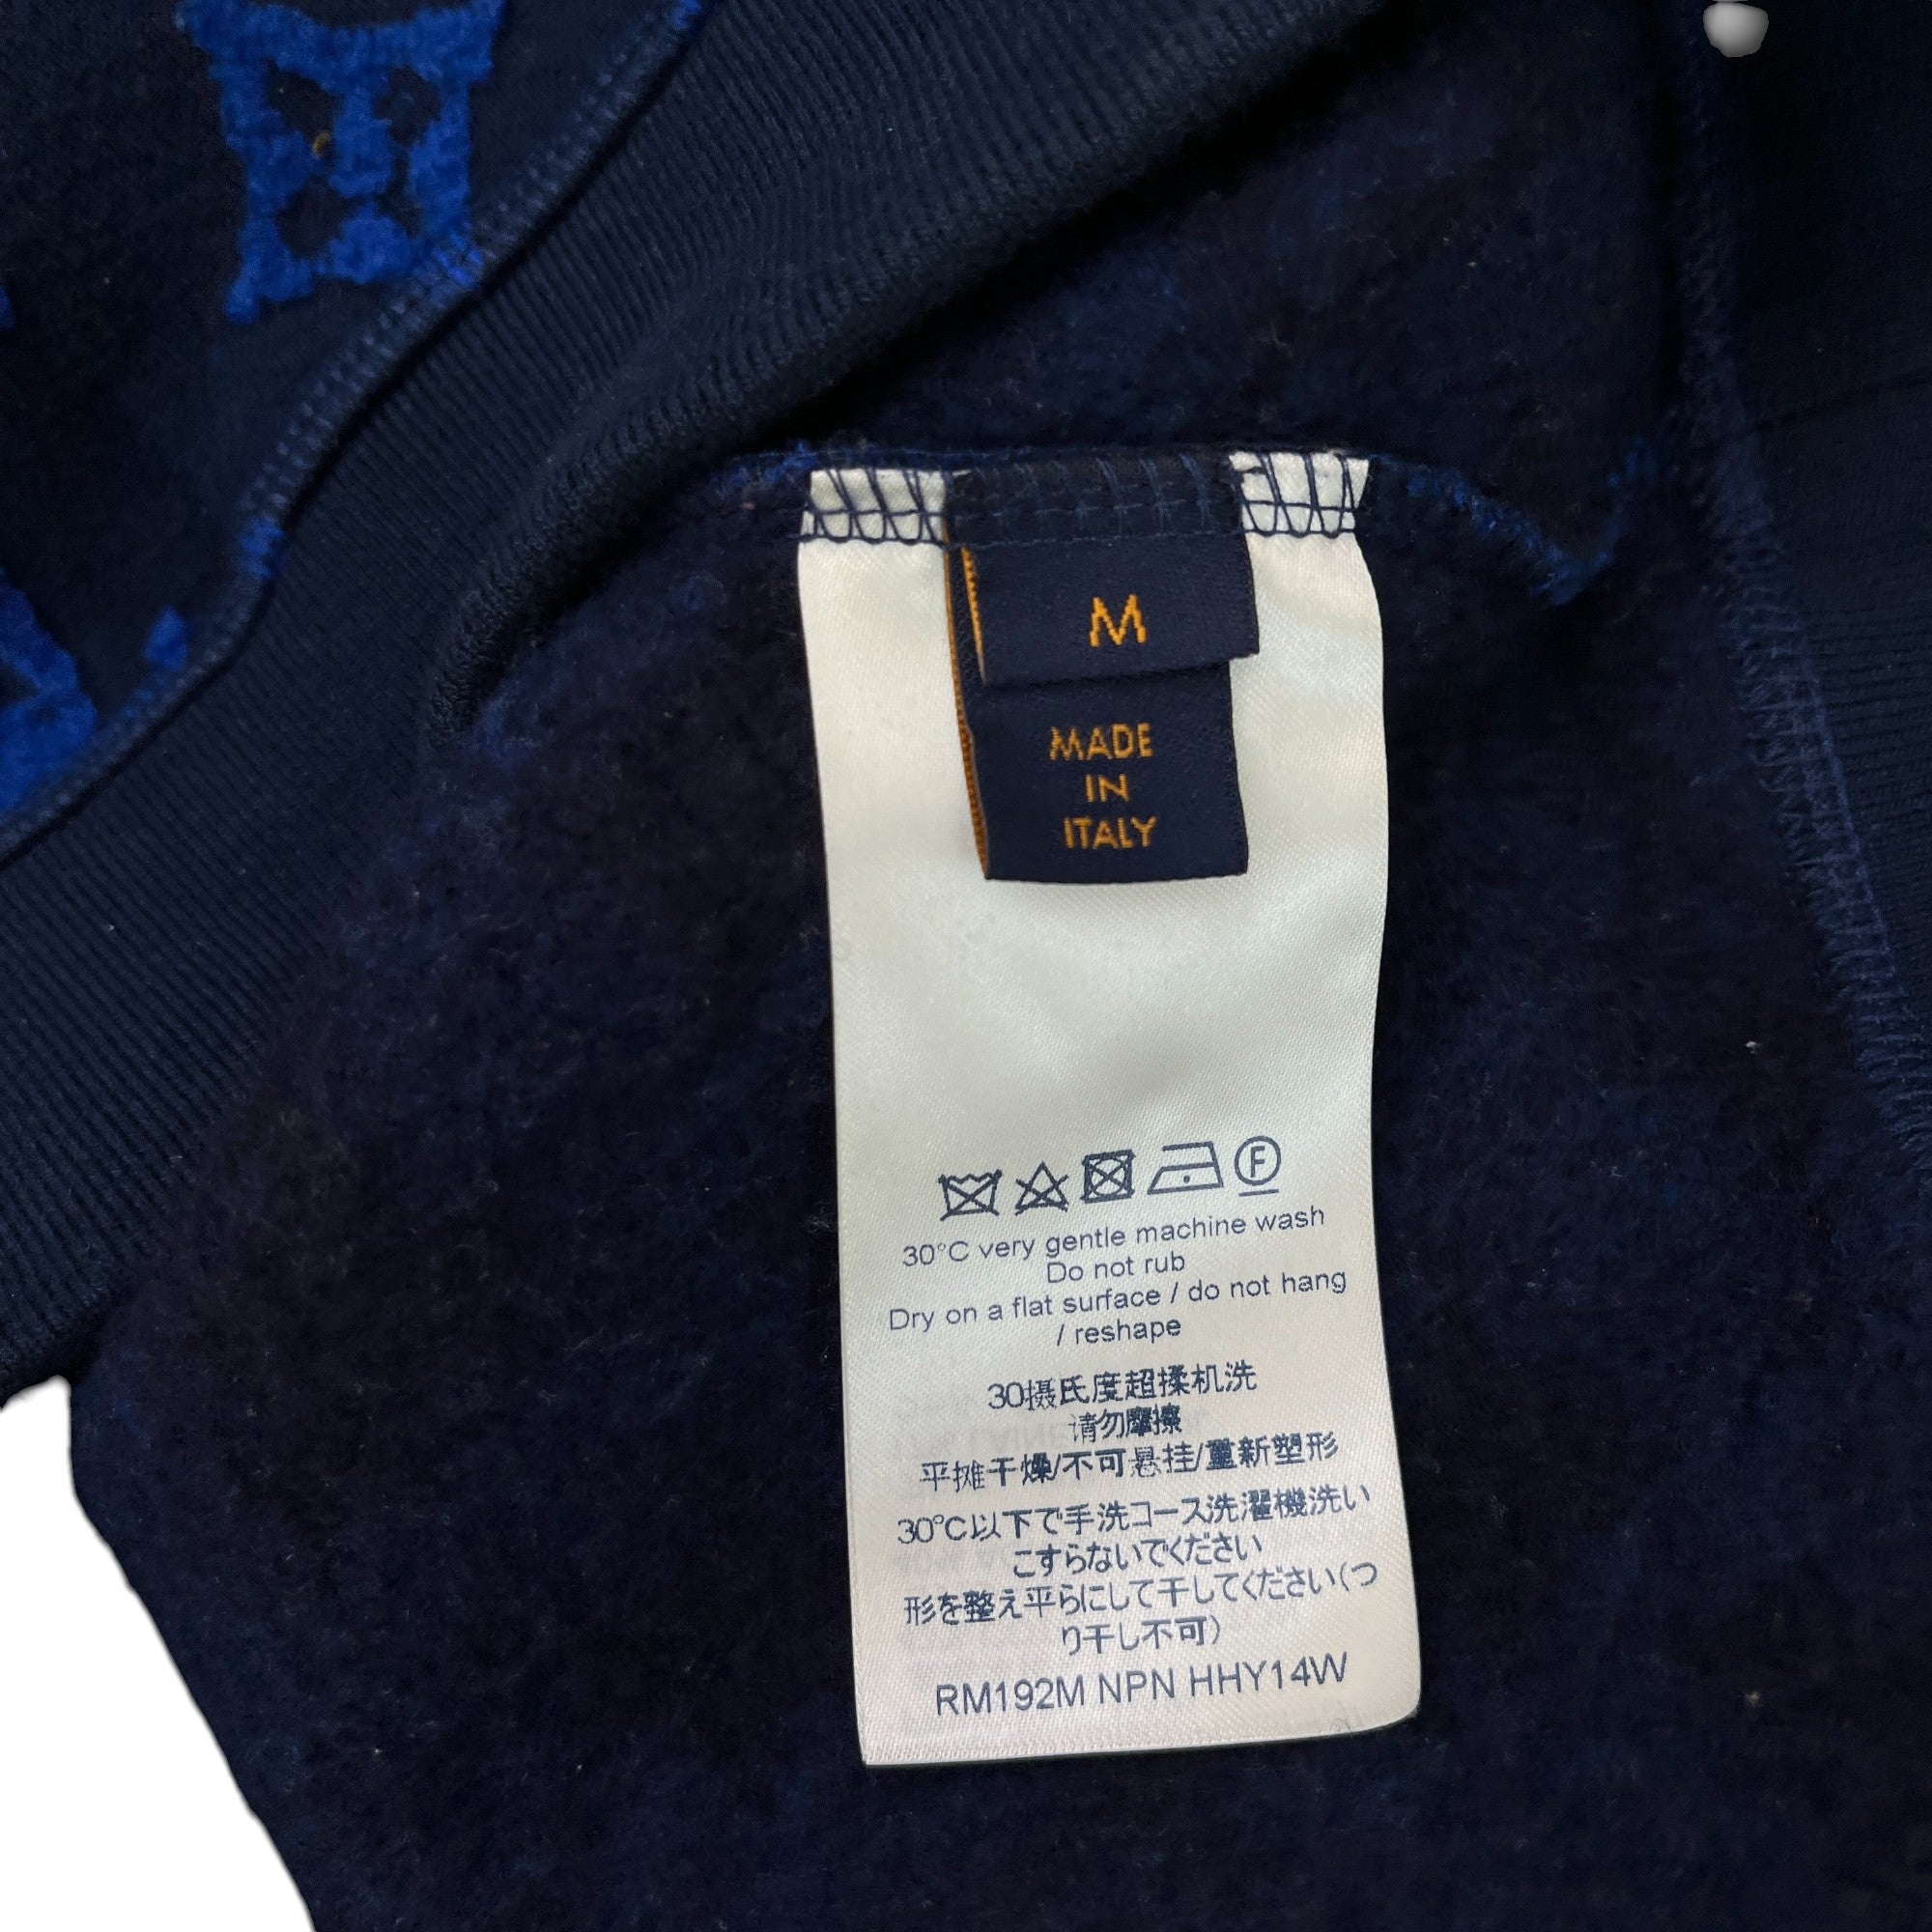 M
MADE
IN
ITALY
F
30°C very gentle machine wash
Do not rub
Dry on a flat surface / do not hang
/ reshape
30摄氏度超揉机洗
请勿摩擦
平摊干燥/不可悬挂/重新塑形
30°C以下で手洗コース洗濯機洗い
こすらないでください
形を整え平らにして干してください(つ
り干し不可)
RM192M NPN HHY14W